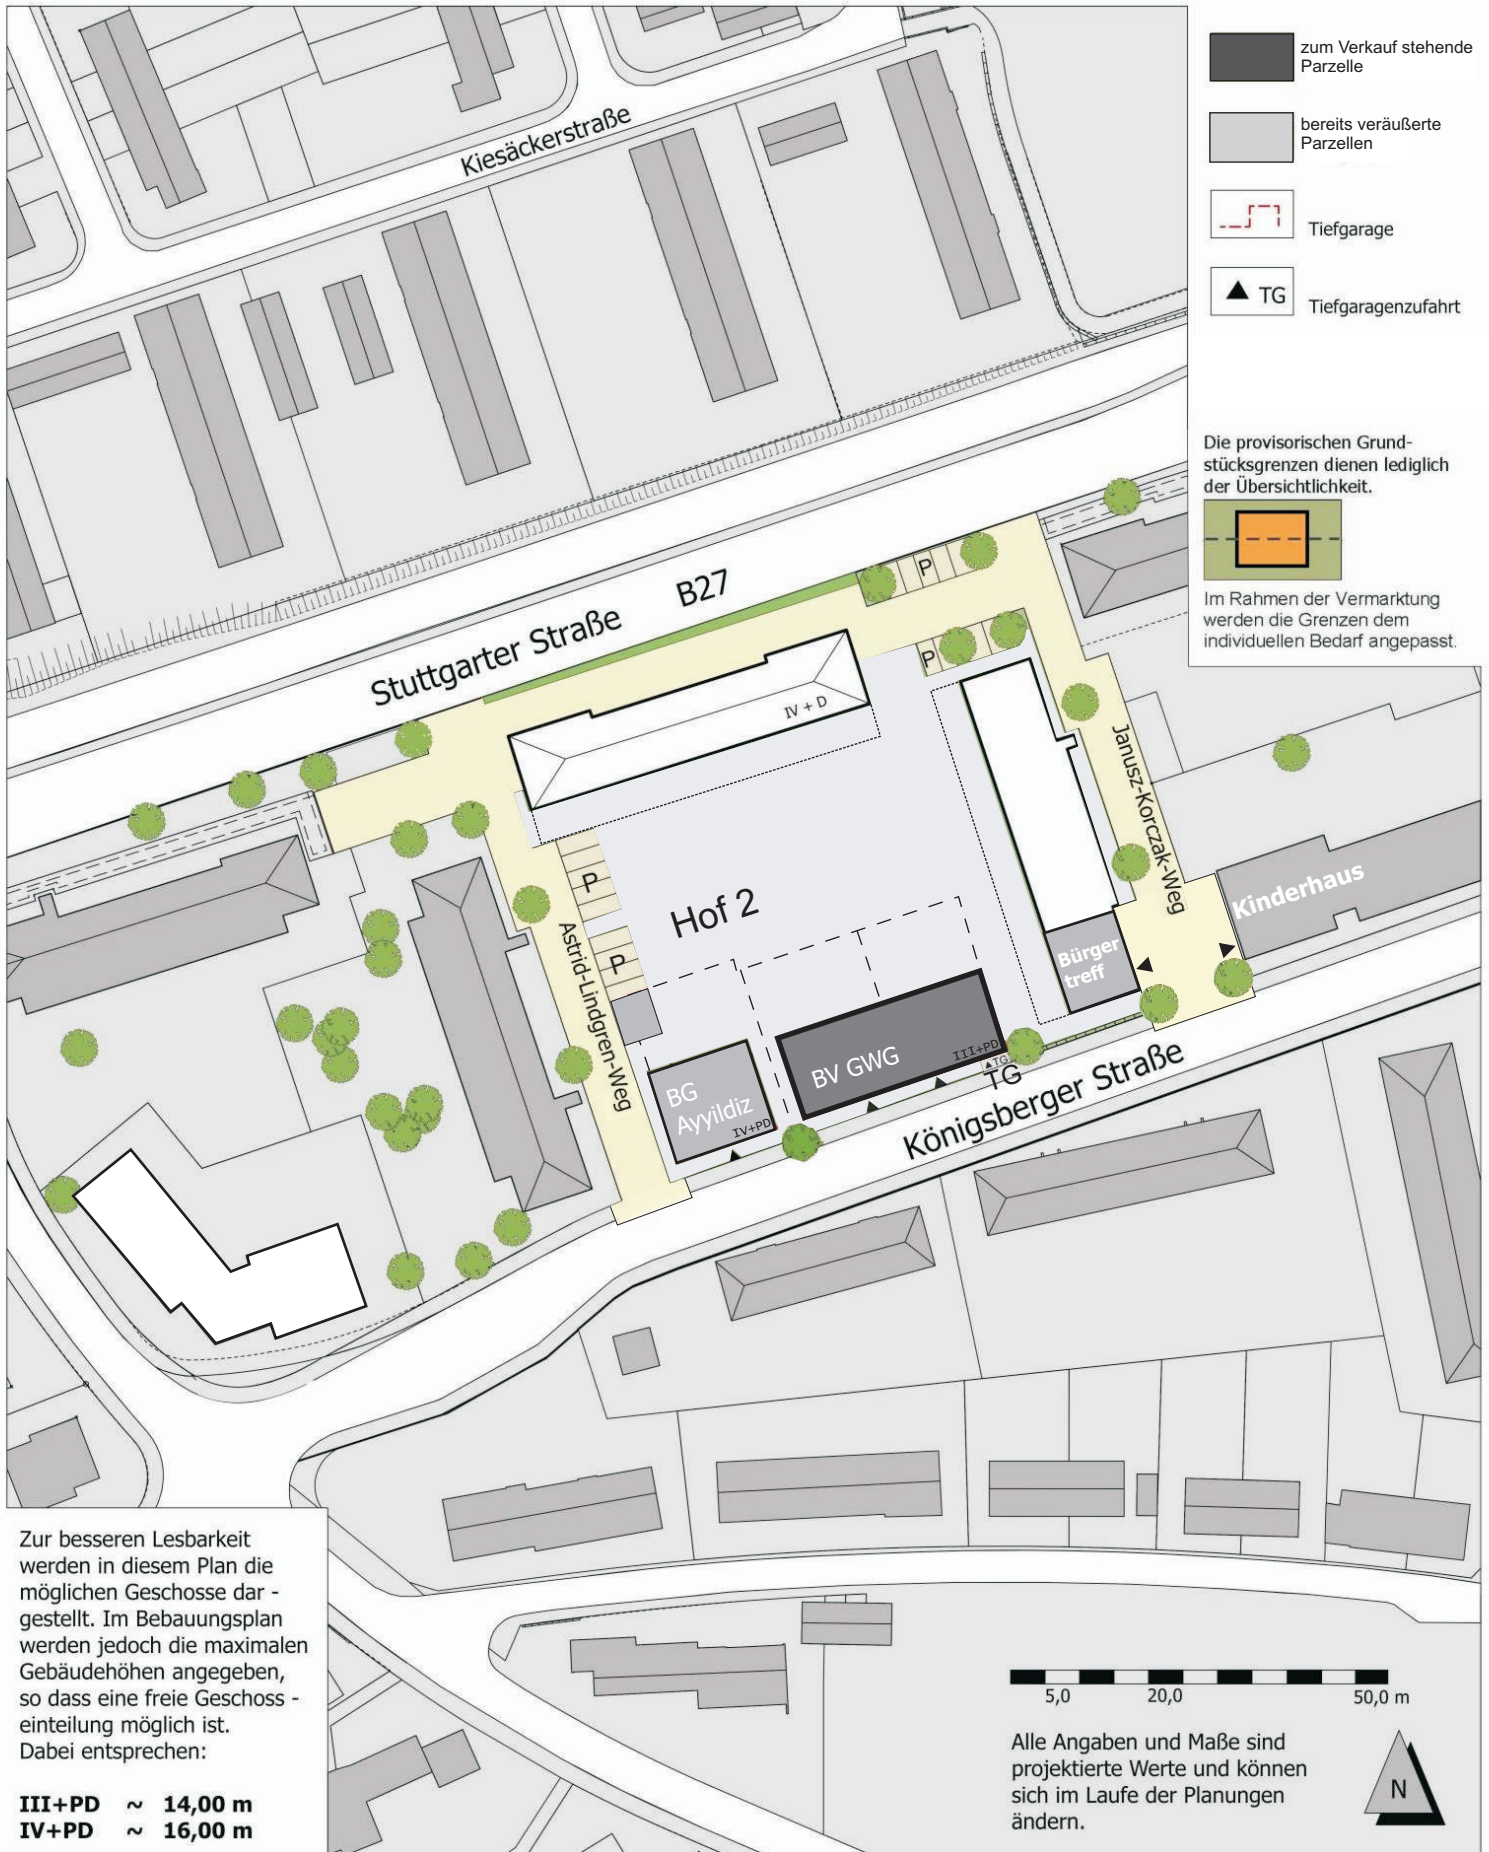 zum Verkauf stehende
Parzelle
bereits veräußerte
Parzellen
Tiefgarage
▲ TG
Tiefgaragenzufahrt
Die provisorischen Grund-
stücksgrenzen dienen lediglich
der Übersichtlichkeit.
Im Rahmen der Vermarktung
werden die Grenzen dem
individuellen Bedarf angepasst.
Kiesäckerstraße
Stuttgarter Straße B27
P
P
IV + D
Janusz-Korczak-Weg
P
P
Hof 2
Astrid-Lindgren-Weg
Kinderhaus
Bürger
treff
BV GWG
III+PD
▲TG
TG
BG
Ayyildiz
IV+PD
Königsberger Straße
Zur besseren Lesbarkeit
werden in diesem Plan die
möglichen Geschosse dar -
gestellt. Im Bebauungsplan
werden jedoch die maximalen
Gebäudehöhen angegeben,
so dass eine freie Geschoss -
einteilung möglich ist.
Dabei entsprechen:
III+PD ~ 14,00 m
IV+PD ~ 16,00 m
5,0 20,0 50,0 m
Alle Angaben und Maße sind
projektierte Werte und können
sich im Laufe der Planungen
ändern.
N